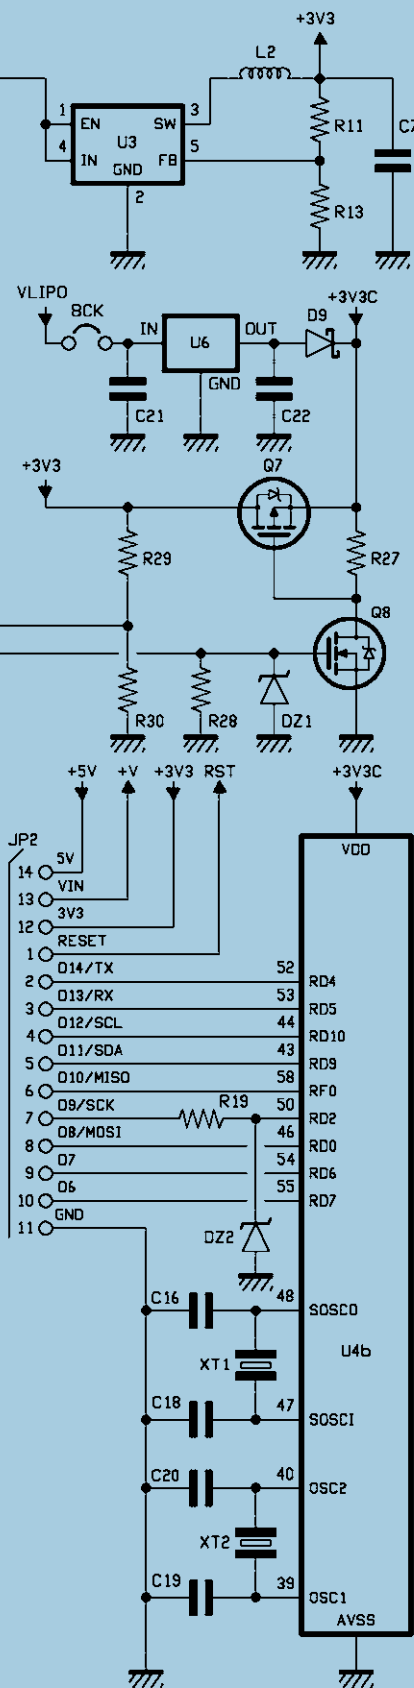 +3V3
L2
1 EN U3 SW 3
R11
C7
4 IN FB 5
GND
2
R13
VLIPO BCK IN U6 OUT D9 +3V3C
GND
C21 C22
+3V3 Q7
R29 R27
Q8
R30 R28 DZ1
+5V +V +3V3 RST +3V3C
JP2
VDD
14 5V
13 VIN
12 3V3
1 RESET
2 D14/TX 52 RD4
3 D13/RX 53 RD5
4 D12/SCL 44 RD10
5 D11/SDA 43 RD9
6 D10/MISO 58 RF0
7 D9/SCK R19 50 RD2
8 D8/MOSI 46 RD0
9 D7 54 RD6
10 D6 55 RD7
11 GND
DZ2
C16 48 SOSCO
XT1 U4b
C18 47 SOSCI
C20 40 OSC2
XT2
C19 39 OSC1
AVSS